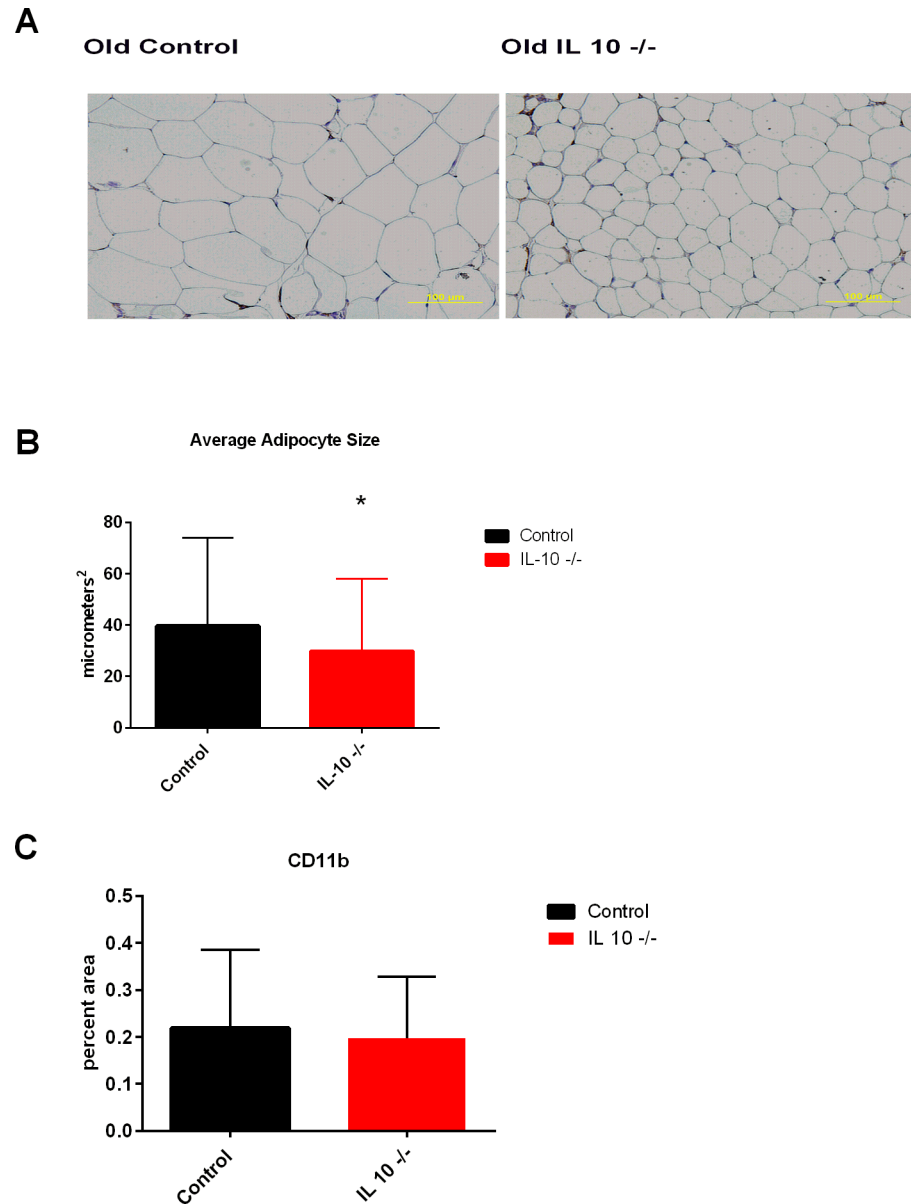 A
Old Control
Old IL 10 -/-
100 µm
100 µm
B
Average Adipocyte Size
*
80
60
40
20
0
micrometers²
Control
IL-10 -/-
Control
IL-10 -/-
C
CD11b
0.5
0.4
0.3
0.2
0.1
0.0
percent area
Control
IL 10 -/-
Control
IL 10 -/-